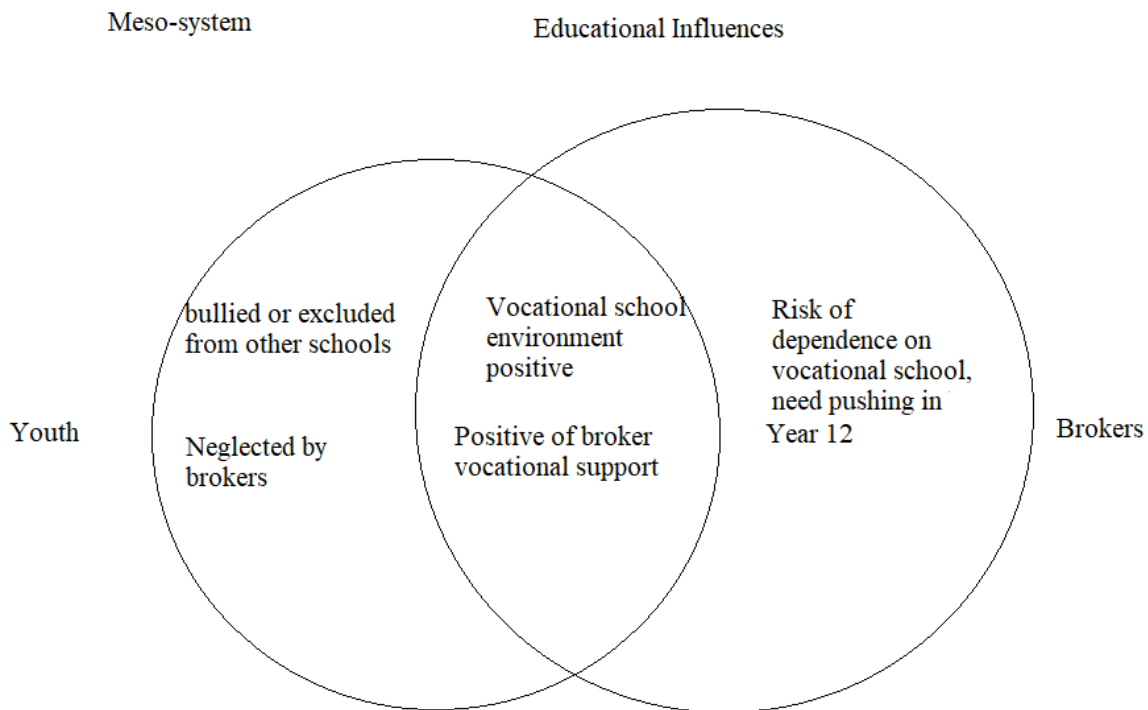 Meso-system
Educational Influences
bullied or excluded
from other schools
Neglected by
brokers
Vocational school
environment
positive
Positive of broker
vocational support
Risk of
dependence on
vocational school,
need pushing in
Year 12
Youth
Brokers